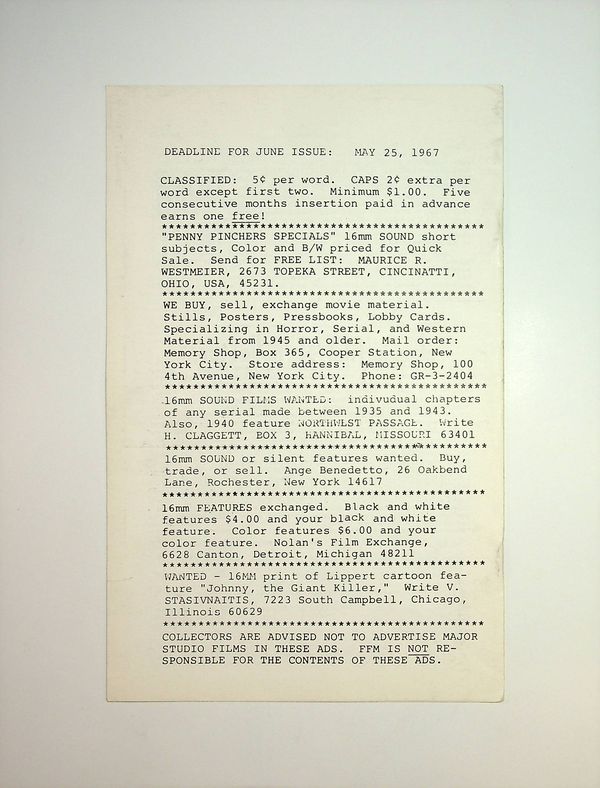 DEADLINE FOR JUNE ISSUE: MAY 25, 1967
CLASSIFIED: 5¢ per word. CAPS 2¢ extra per
word except first two. Minimum $1.00. Five
consecutive months insertion paid in advance
earns one free!
************************************************
"PENNY PINCHERS SPECIALS" 16mm SOUND short
subjects, Color and B/W priced for Quick
Sale. Send for FREE LIST: MAURICE R.
WESTMEIER, 2673 TOPEKA STREET, CINCINATTI,
OHIO, USA, 45231.
************************************************
WE BUY, sell, exchange movie material.
Stills, Posters, Pressbooks, Lobby Cards.
Specializing in Horror, Serial, and Western
Material from 1945 and older. Mail order:
Memory Shop, Box 365, Cooper Station, New
York City. Store address: Memory Shop, 100
4th Avenue, New York City. Phone: GR-3-2404
************************************************
16mm SOUND FILMS WANTED: indivudual chapters
of any serial made between 1935 and 1943.
Also, 1940 feature NORTHWEST PASSAGE. Write
H. CLAGGETT, BOX 3, HANNIBAL, MISSOURI 63401
************************************************
16mm SOUND or silent features wanted. Buy,
trade, or sell. Ange Benedetto, 26 Oakbend
Lane, Rochester, New York 14617
************************************************
16mm FEATURES exchanged. Black and white
features $4.00 and your black and white
feature. Color features $6.00 and your
color feature. Nolan's Film Exchange,
6628 Canton, Detroit, Michigan 48211
************************************************
WANTED - 16MM print of Lippert cartoon fea-
ture "Johnny, the Giant Killer," Write V.
STASIVNAITIS, 7223 South Campbell, Chicago,
Illinois 60629
************************************************
COLLECTORS ARE ADVISED NOT TO ADVERTISE MAJOR
STUDIO FILMS IN THESE ADS. FFM IS NOT RE-
SPONSIBLE FOR THE CONTENTS OF THESE ADS.